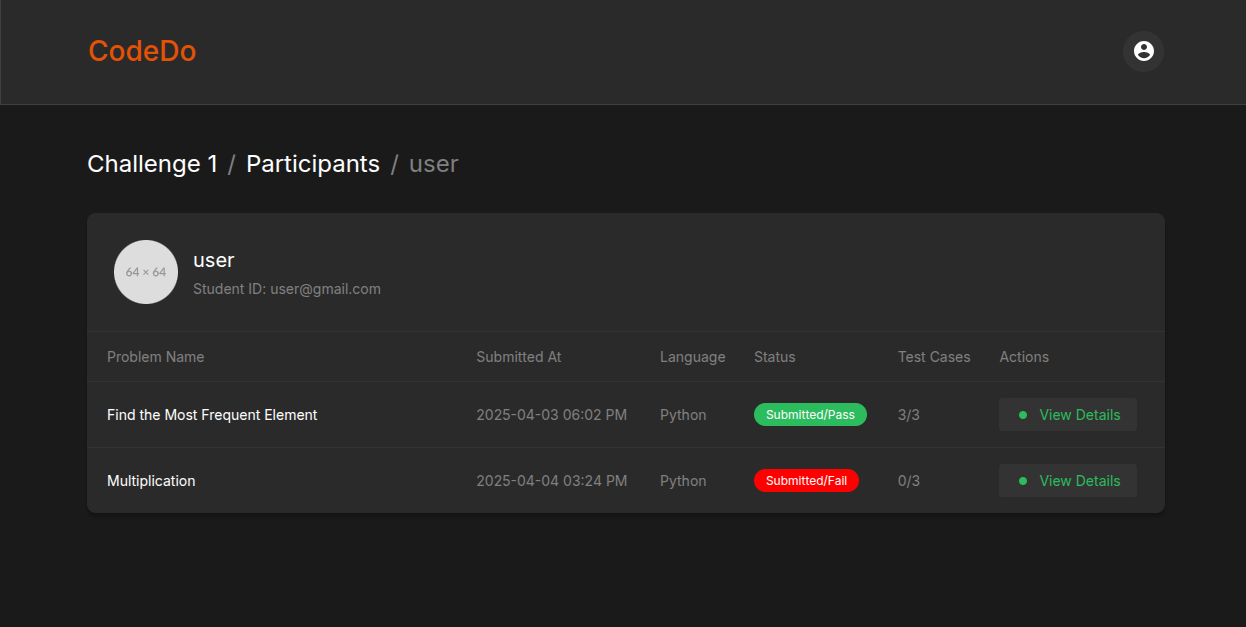 CodeDo
Challenge 1 / Participants / user
64 × 64
user
Student ID: user@gmail.com
Problem Name Submitted At Language Status Test Cases Actions
Find the Most Frequent Element 2025-04-03 06:02 PM Python Submitted/Pass 3/3 View Details
Multiplication 2025-04-04 03:24 PM Python Submitted/Fail 0/3 View Details